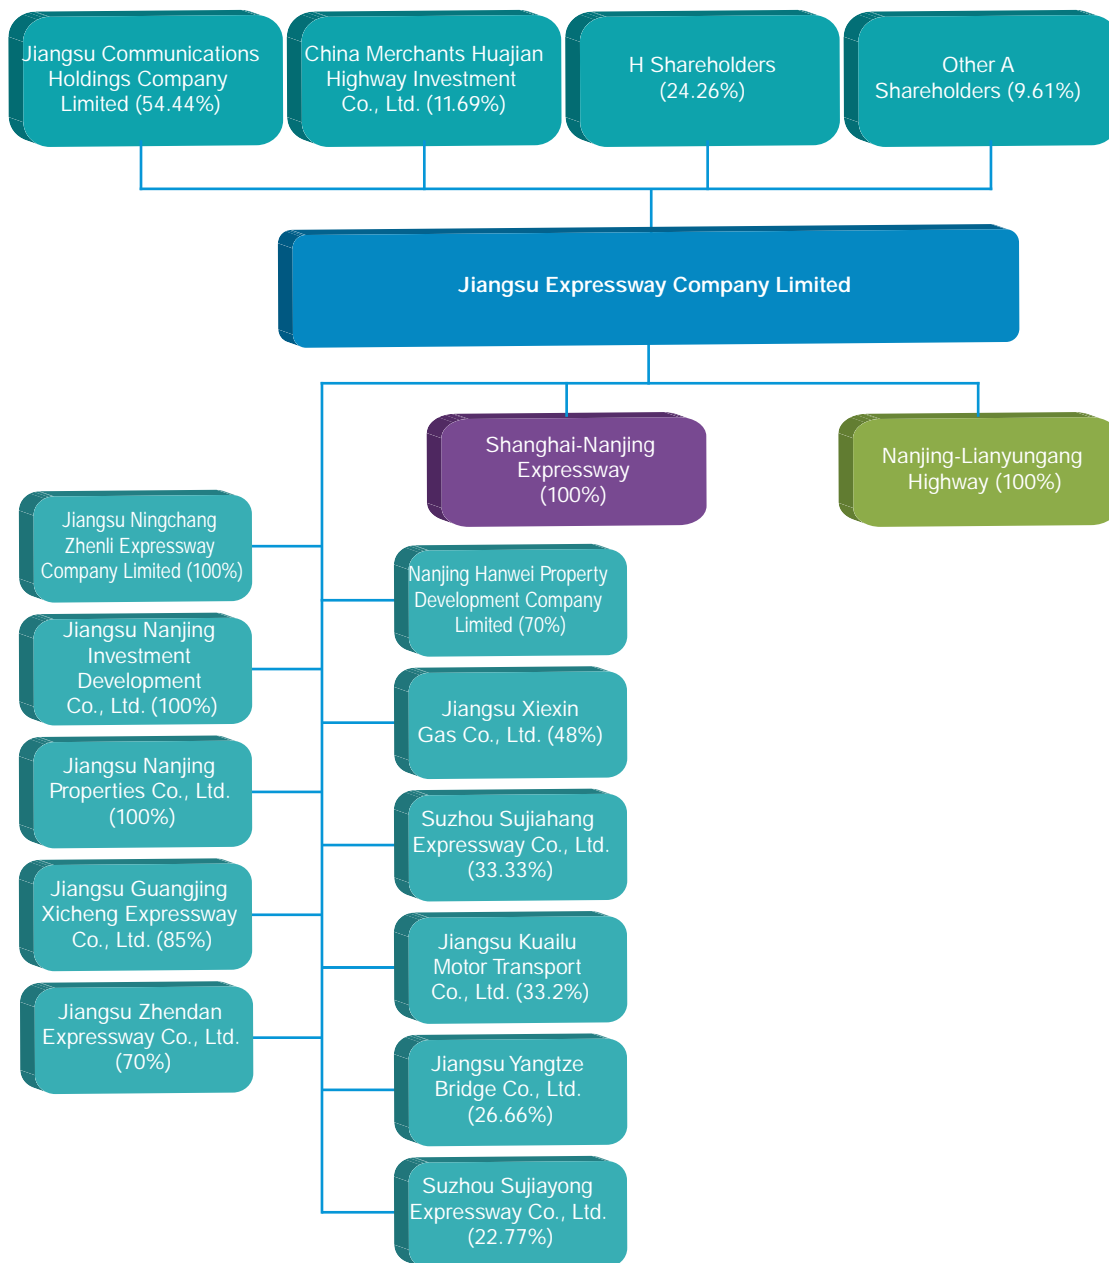 Jiangsu Communications
Holdings Company
Limited (54.44%)
China Merchants Huajian
Highway Investment
Co., Ltd. (11.69%)
H Shareholders
(24.26%)
Other A
Shareholders (9.61%)
Jiangsu Expressway Company Limited
Shanghai-Nanjing
Expressway
(100%)
Nanjing-Lianyungang
Highway (100%)
Jiangsu Ningchang
Zhenli Expressway
Company Limited (100%)
Jiangsu Nanjing
Investment
Development
Co., Ltd. (100%)
Jiangsu Nanjing
Properties Co., Ltd.
(100%)
Jiangsu Guangjing
Xicheng Expressway
Co., Ltd. (85%)
Jiangsu Zhendan
Expressway Co., Ltd.
(70%)
Nanjing Hanwei Property
Development Company
Limited (70%)
Jiangsu Xiexin
Gas Co., Ltd. (48%)
Suzhou Sujiahang
Expressway Co., Ltd.
(33.33%)
Jiangsu Kuailu
Motor Transport
Co., Ltd. (33.2%)
Jiangsu Yangtze
Bridge Co., Ltd.
(26.66%)
Suzhou Sujiayong
Expressway Co., Ltd.
(22.77%)